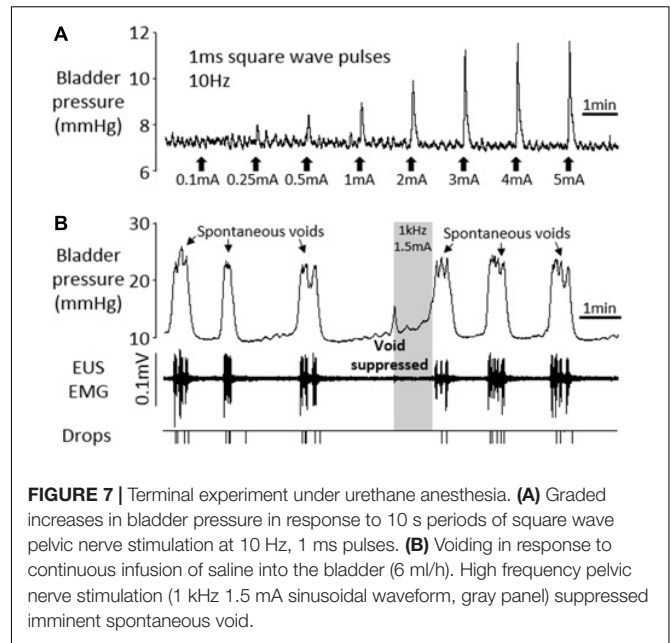 A
1ms square wave pulses
10Hz
Bladder
pressure
(mmHg)
12
10
8
6
1min
0.1mA 0.25mA 0.5mA 1mA 2mA 3mA 4mA 5mA
B
Bladder
pressure
(mmHg)
30
20
10
Spontaneous voids
1kHz
1.5mA
Spontaneous voids
1min
Void
suppressed
EUS
EMG
0.1mV
Drops
FIGURE 7 | Terminal experiment under urethane anesthesia. (A) Graded
increases in bladder pressure in response to 10 s periods of square wave
pelvic nerve stimulation at 10 Hz, 1 ms pulses. (B) Voiding in response to
continuous infusion of saline into the bladder (6 ml/h). High frequency pelvic
nerve stimulation (1 kHz 1.5 mA sinusoidal waveform, gray panel) suppressed
imminent spontaneous void.